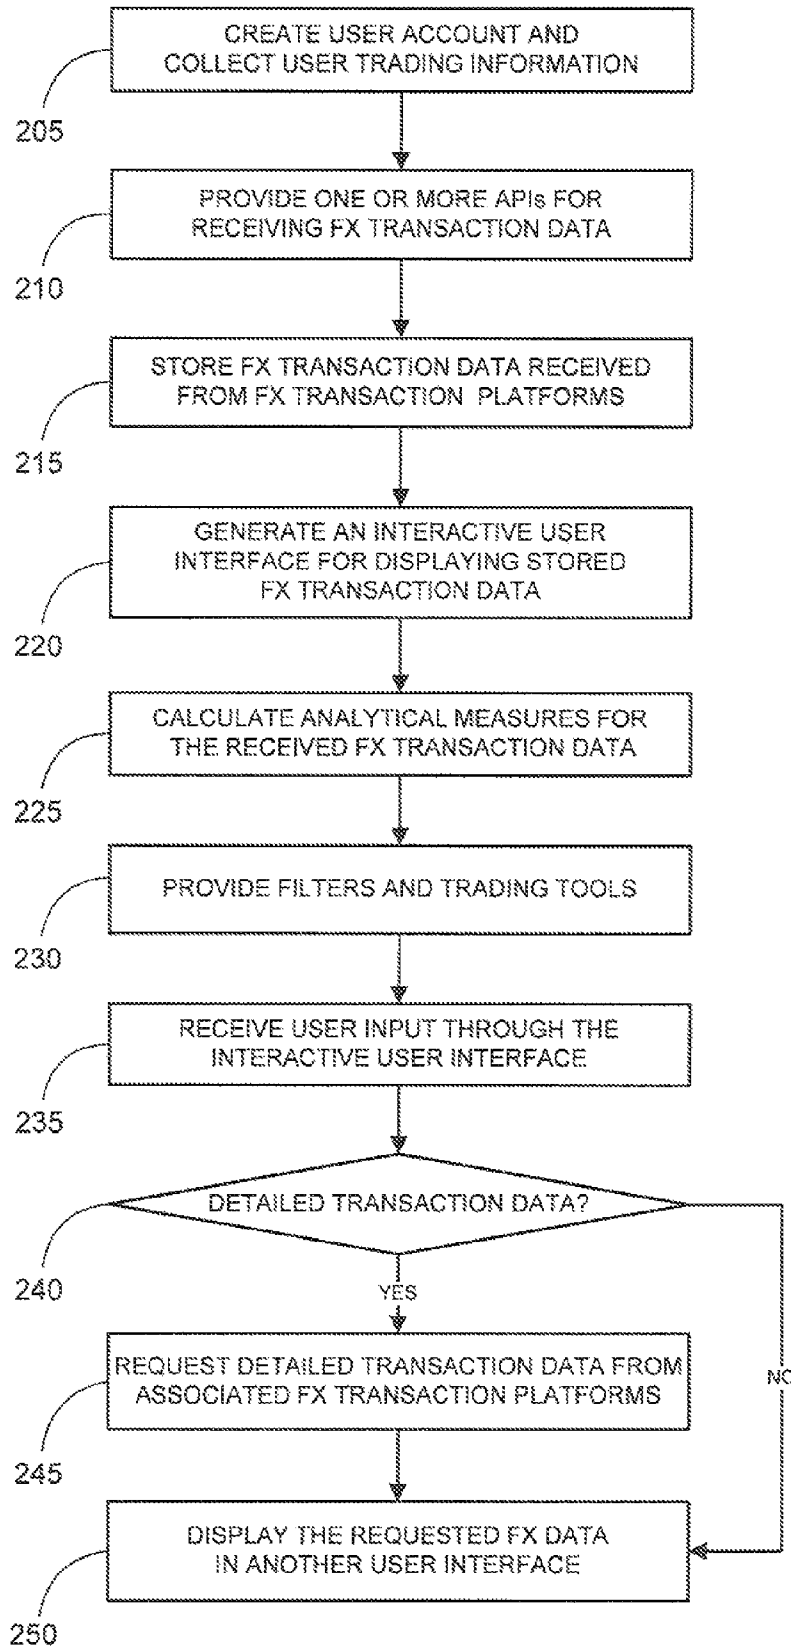 CREATE USER ACCOUNT AND
COLLECT USER TRADING INFORMATION
205
PROVIDE ONE OR MORE APIs FOR
RECEIVING FX TRANSACTION DATA
210
STORE FX TRANSACTION DATA RECEIVED
FROM FX TRANSACTION PLATFORMS
215
GENERATE AN INTERACTIVE USER
INTERFACE FOR DISPLAYING STORED
FX TRANSACTION DATA
220
CALCULATE ANALYTICAL MEASURES FOR
THE RECEIVED FX TRANSACTION DATA
225
PROVIDE FILTERS AND TRADING TOOLS
230
RECEIVE USER INPUT THROUGH THE
INTERACTIVE USER INTERFACE
235
DETAILED TRANSACTION DATA?
240
YES
NO
REQUEST DETAILED TRANSACTION DATA FROM
ASSOCIATED FX TRANSACTION PLATFORMS
245
DISPLAY THE REQUESTED FX DATA
IN ANOTHER USER INTERFACE
250